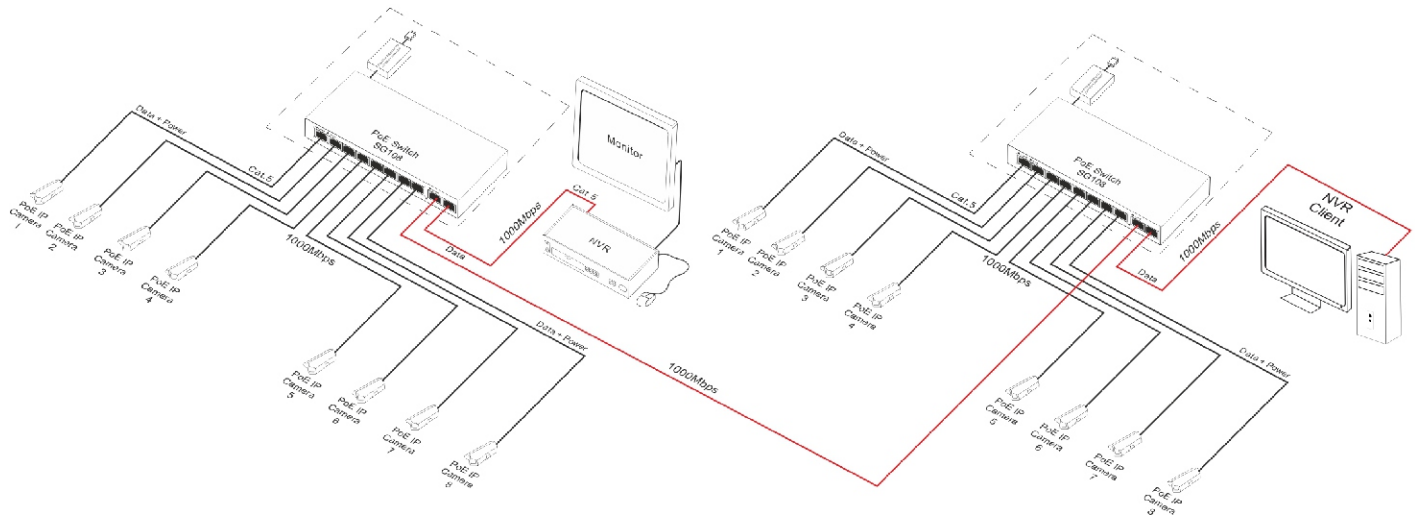 Data + Power
Cat.5
PoE Switch
SG108
Monitor
Cat.5
1000Mbps
NVR
Data
1000Mbps
PoE IP
Camera
1
PoE IP
Camera
2
PoE IP
Camera
3
PoE IP
Camera
4
PoE IP
Camera
5
PoE IP
Camera
6
PoE IP
Camera
7
PoE IP
Camera
8
Data + Power
1000Mbps
Data + Power
Cat.5
PoE Switch
SG108
NVR
Client
1000Mbps
Data
1000Mbps
PoE IP
Camera
1
PoE IP
Camera
2
PoE IP
Camera
3
PoE IP
Camera
4
PoE IP
Camera
5
PoE IP
Camera
6
PoE IP
Camera
7
PoE IP
Camera
8
Data + Power